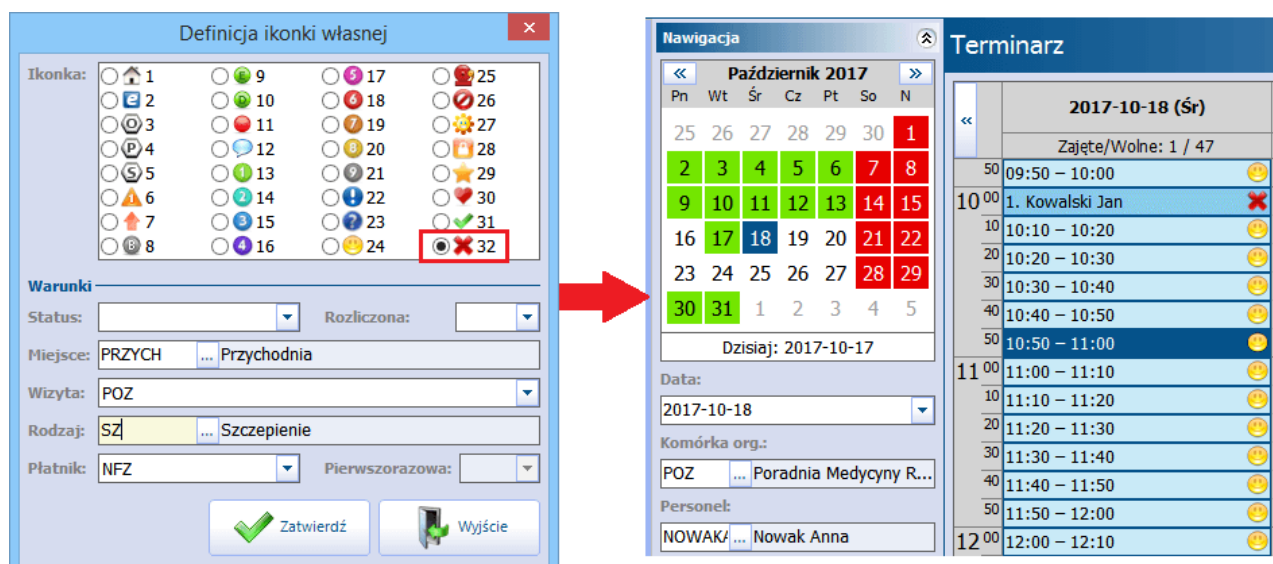 Definicja ikonki własnej
Ikonka:
1 9 17 25
2 10 18 26
3 11 19 27
4 12 20 28
5 13 21 29
6 14 22 30
7 15 23 31
8 16 24 32
Warunki
Status: Rozliczona:
Miejsce: PRZYCH ... Przychodnia
Wizyta: POZ
Rodzaj: SZ ... Szczepienie
Płatnik: NFZ Pierwszorazowa:
Zatwierdź Wyjście
Nawigacja
« Październik 2017 »
Pn Wt Śr Cz Pt So N
25 26 27 28 29 30 1
2 3 4 5 6 7 8
9 10 11 12 13 14 15
16 17 18 19 20 21 22
23 24 25 26 27 28 29
30 31 1 2 3 4 5
Dzisiaj: 2017-10-17
Data:
2017-10-18
Komórka org.:
POZ ... Poradnia Medycyny R...
Personel:
NOWAKA ... Nowak Anna
Terminarz
« 2017-10-18 (Śr)
Zajęte/Wolne: 1 / 47
50 09:50 – 10:00
10 00 1. Kowalski Jan
10 10:10 – 10:20
20 10:20 – 10:30
30 10:30 – 10:40
40 10:40 – 10:50
50 10:50 – 11:00
11 00 11:00 – 11:10
10 11:10 – 11:20
20 11:20 – 11:30
30 11:30 – 11:40
40 11:40 – 11:50
50 11:50 – 12:00
12 00 12:00 – 12:10